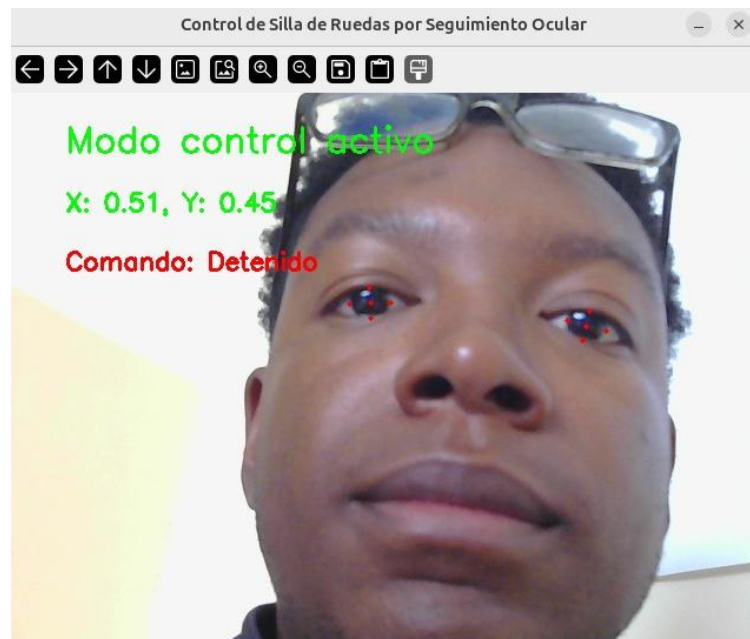 Control de Silla de Ruedas por Seguimiento Ocular
Modo control activo
X: 0.51, Y: 0.45
Comando: Detenido